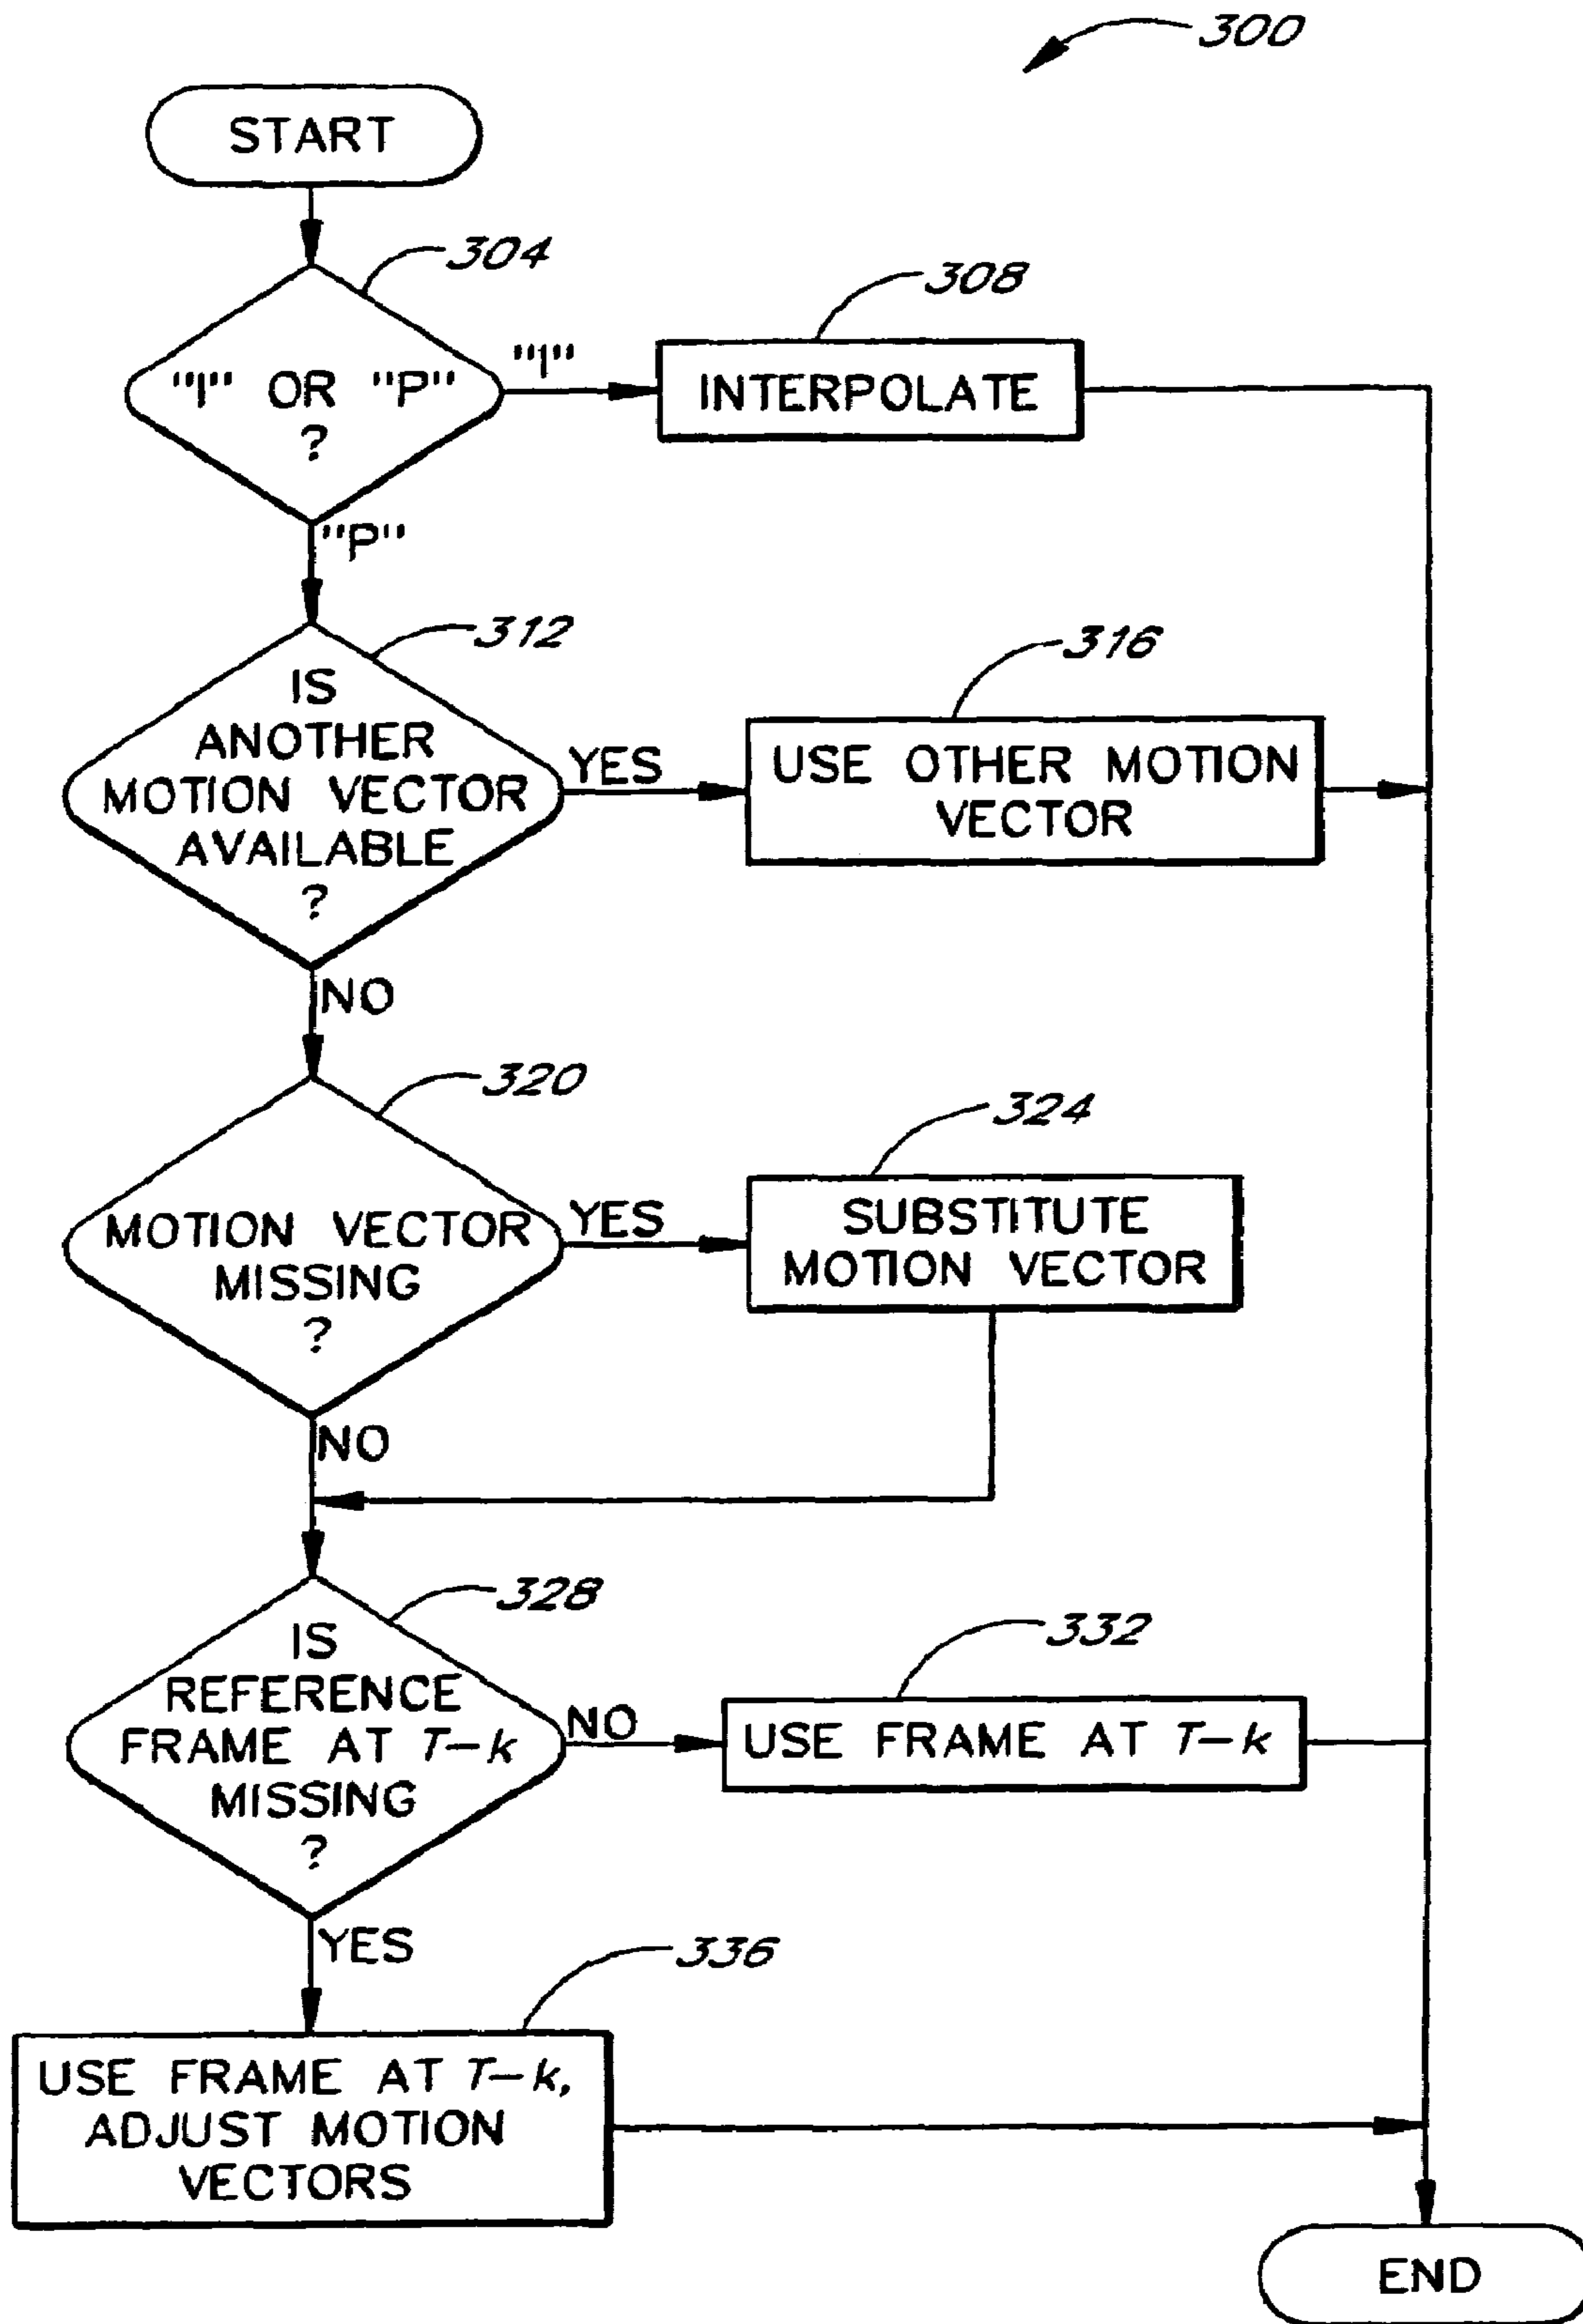 300
START
304
"I" OR "P"
?
"I"
308
INTERPOLATE
"P"
312
IS
ANOTHER
MOTION VECTOR
AVAILABLE
?
YES
316
USE OTHER MOTION
VECTOR
NO
320
MOTION VECTOR
MISSING
?
YES
324
SUBSTITUTE
MOTION VECTOR
NO
328
IS
REFERENCE
FRAME AT T-k
MISSING
?
NO
332
USE FRAME AT T-k
YES
336
USE FRAME AT T-k,
ADJUST MOTION
VECTORS
END